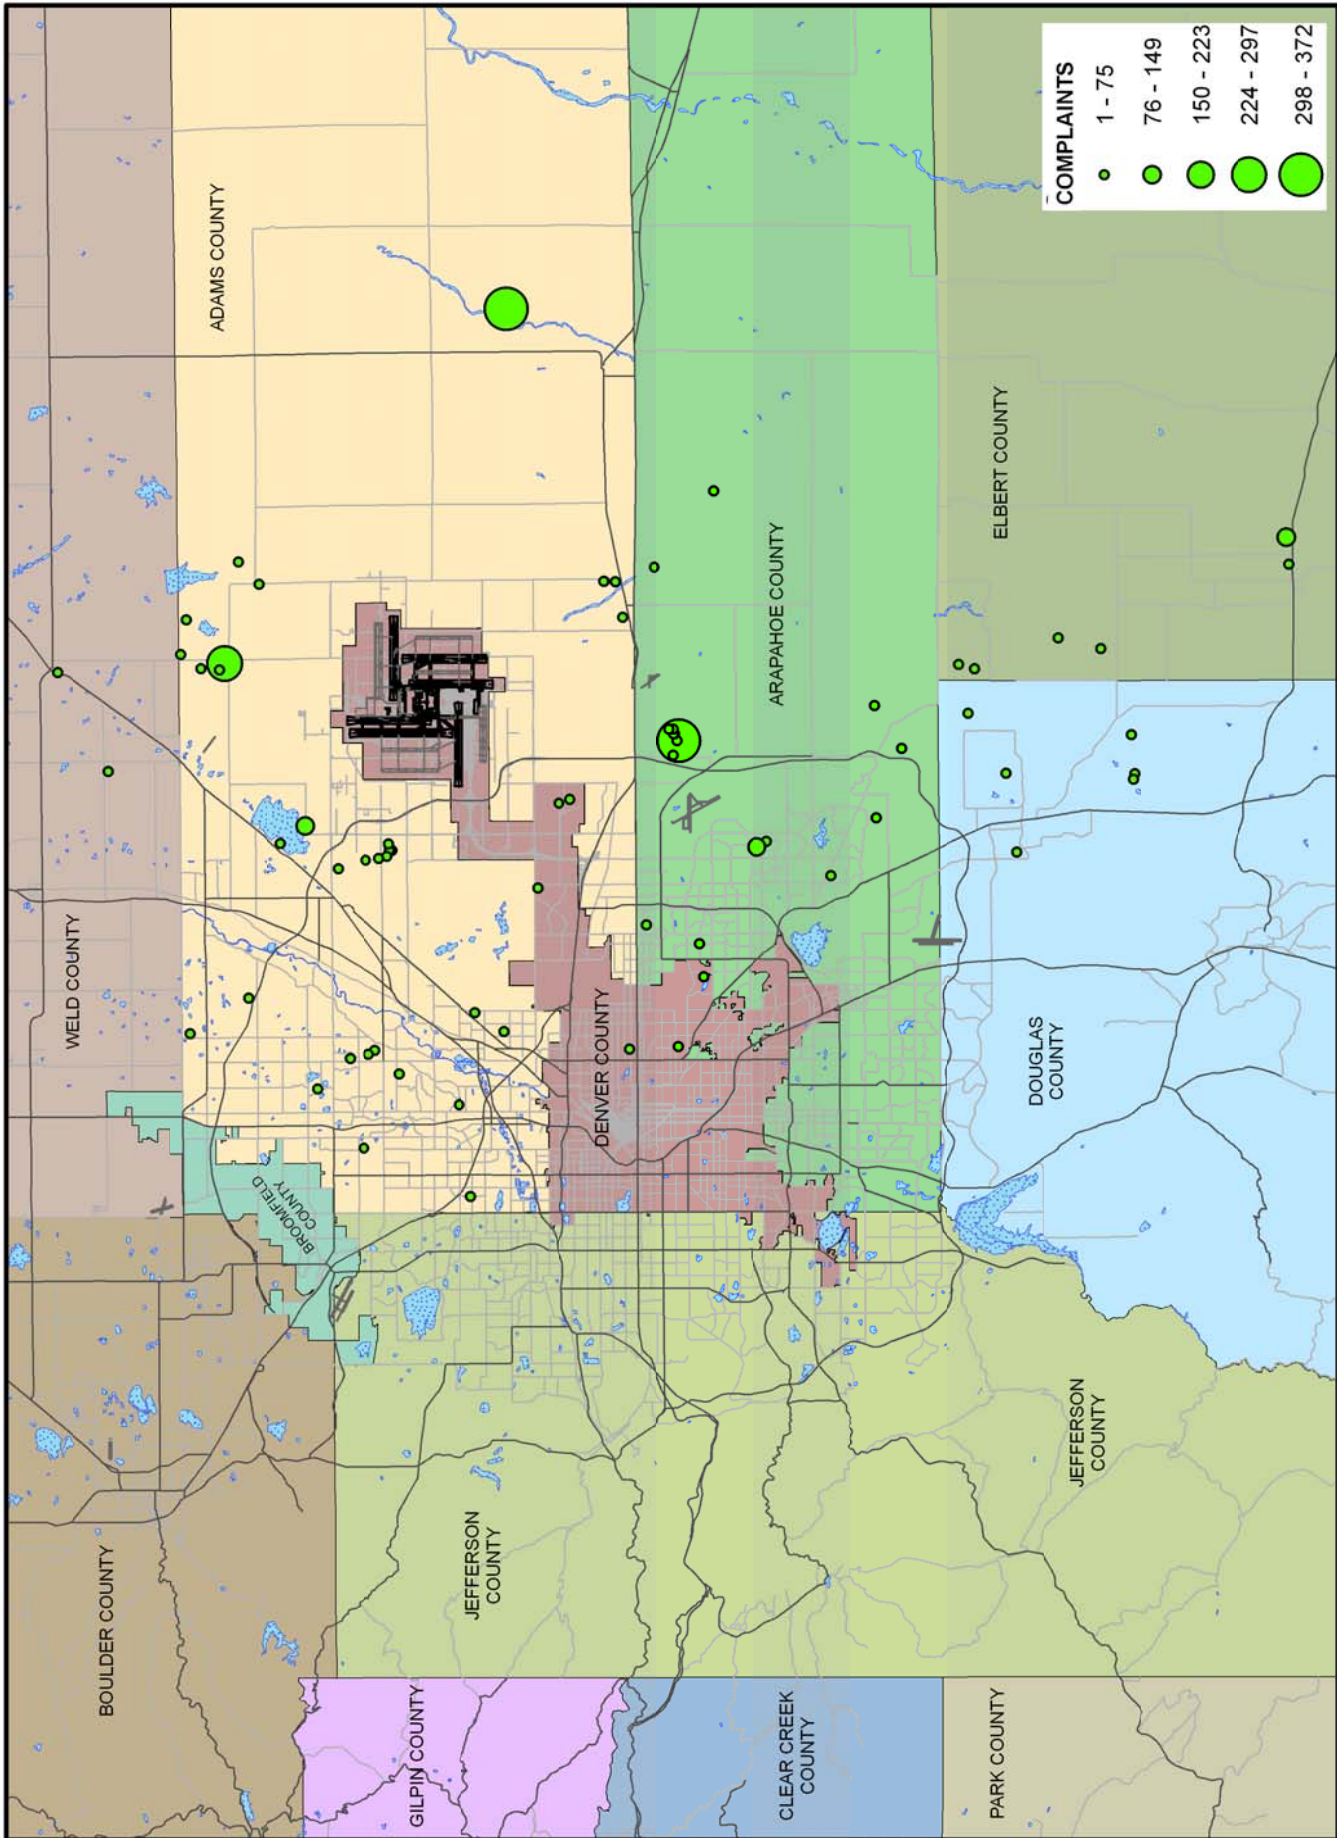 BOULDER COUNTY
WELD COUNTY
ADAMS COUNTY
BROOMFIELD
COUNTY
JEFFERSON
COUNTY
GILPIN COUNTY
DENVER COUNTY
ARAPAHOE COUNTY
CLEAR CREEK
COUNTY
PARK COUNTY
JEFFERSON
COUNTY
DOUGLAS
COUNTY
ELBERT COUNTY
COMPLAINTS
1 - 75
76 - 149
150 - 223
224 - 297
298 - 372